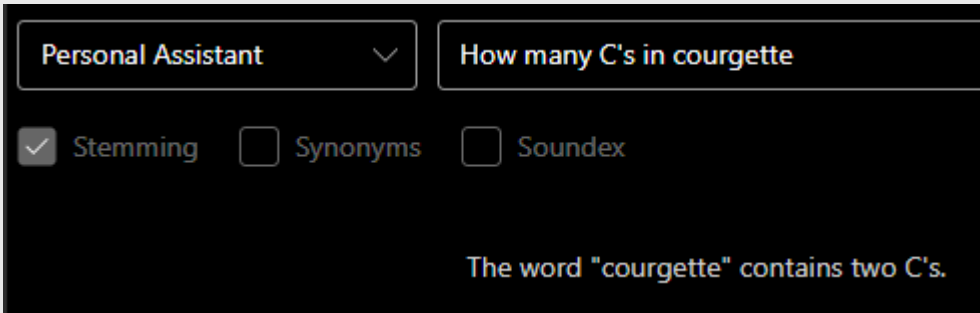 Personal Assistant
How many C's in courgette
Stemming
Synonyms
Soundex
The word "courgette" contains two C's.